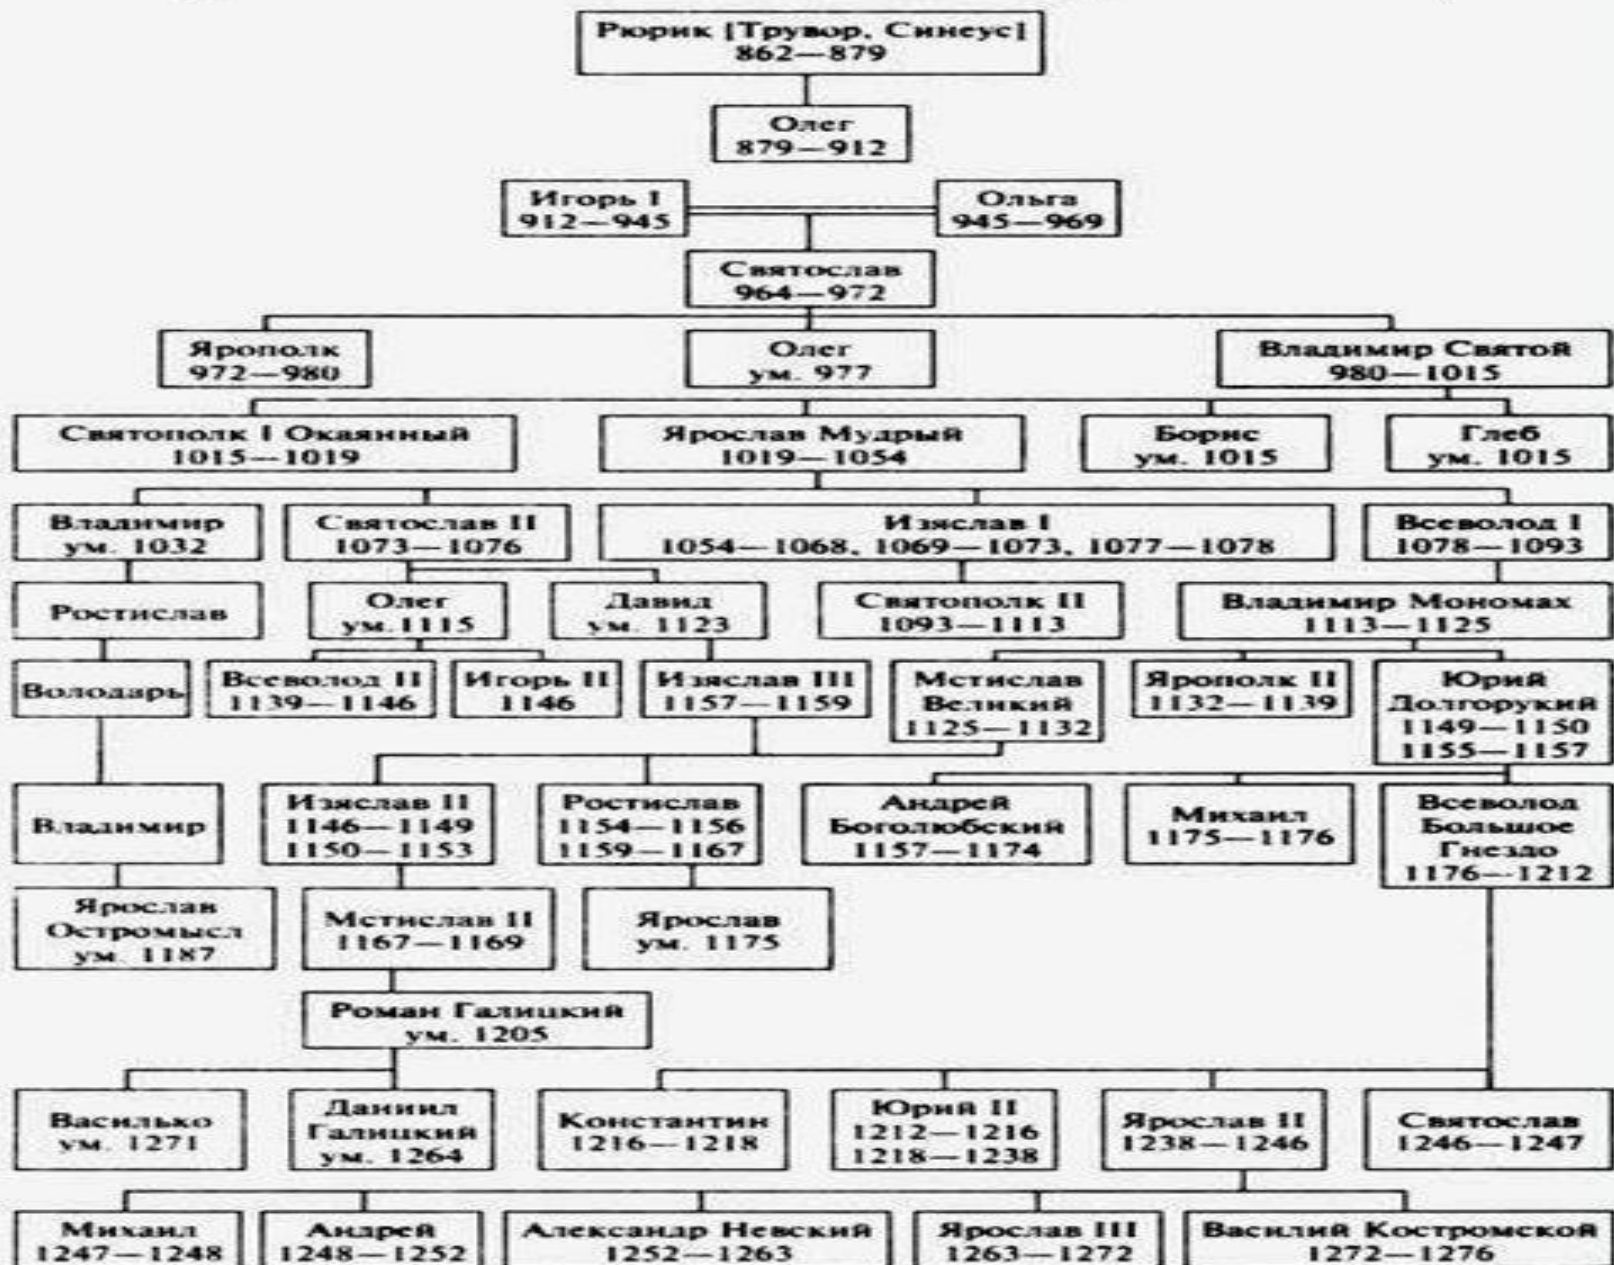 Рюрик [Трувор, Синеус]
862—879
Олег
879—912
Игорь I
912—945
Ольга
945—969
Святослав
964—972
Ярополк
972—980
Олег
ум. 977
Владимир Святой
980—1015
Святополк I Окаянный
1015—1019
Ярослав Мудрый
1019—1054
Борис
ум. 1015
Глеб
ум. 1015
Владимир
ум. 1032
Святослав II
1073—1076
Изяслав I
1054—1068, 1069—1073, 1077—1078
Всеволод I
1078—1093
Ростислав
Олег
ум. 1115
Давид
ум. 1123
Святополк II
1093—1113
Владимир Мономах
1113—1125
Володарь
Всеволод II
1139—1146
Игорь II
1146
Изяслав III
1157—1159
Мстислав
Великий
1125—1132
Ярополк II
1132—1139
Юрий
Долгорукий
1149—1150
1155—1157
Владимир
Изяслав II
1146—1149
1150—1153
Ростислав
1154—1156
1159—1167
Андрей
Боголюбский
1157—1174
Михаил
1175—1176
Всеволод
Большое
Гнездо
1176—1212
Ярослав
Остромысл
ум. 1187
Мстислав II
1167—1169
Ярослав
ум. 1175
Роман Галицкий
ум. 1205
Василько
ум. 1271
Даниил
Галицкий
ум. 1264
Константин
1216—1218
Юрий II
1212—1216
1218—1238
Ярослав II
1238—1246
Святослав
1246—1247
Михаил
1247—1248
Андрей
1248—1252
Александр Невский
1252—1263
Ярослав III
1263—1272
Василий Костромской
1272—1276